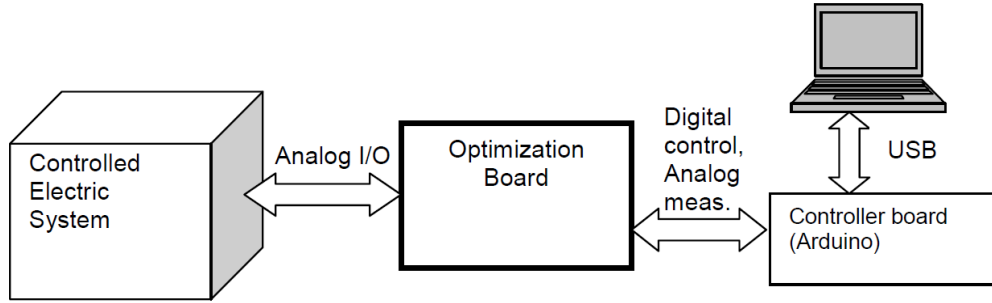 Controlled
Electric
System
Analog I/O
Optimization
Board
Digital
control,
Analog
meas.
USB
Controller board
(Arduino)